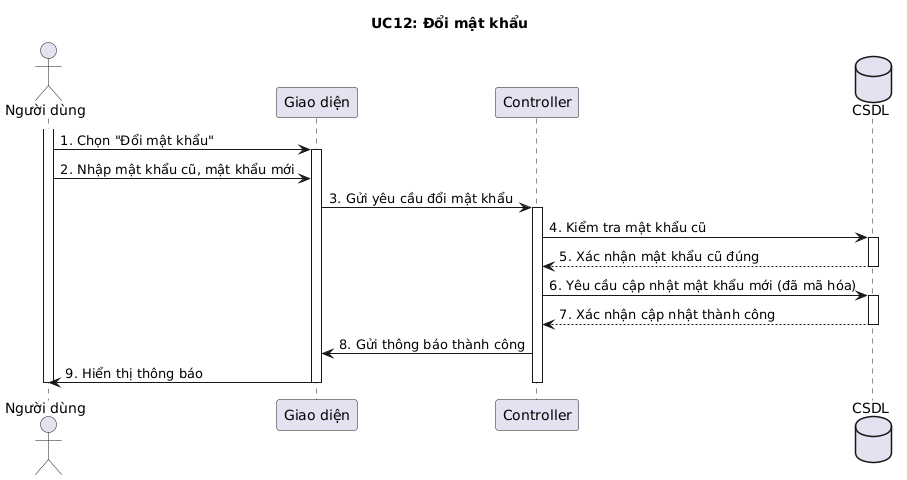 UC12: Đổi mật khẩu
Người dùng
Giao diện
Controller
CSDL
1. Chọn "Đổi mật khẩu"
2. Nhập mật khẩu cũ, mật khẩu mới
3. Gửi yêu cầu đổi mật khẩu
4. Kiểm tra mật khẩu cũ
5. Xác nhận mật khẩu cũ đúng
6. Yêu cầu cập nhật mật khẩu mới (đã mã hóa)
7. Xác nhận cập nhật thành công
8. Gửi thông báo thành công
9. Hiển thị thông báo
Người dùng
Giao diện
Controller
CSDL